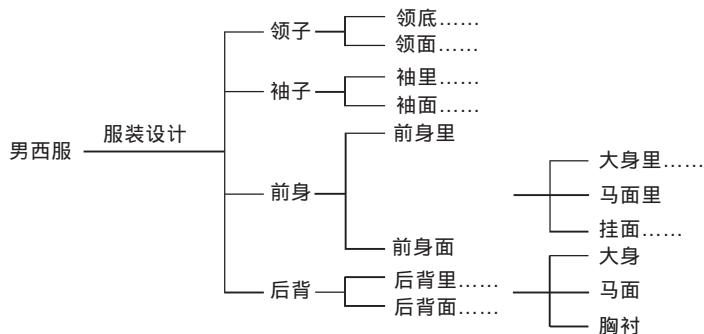 男西服
服装设计
领子
领底……
领面……
袖子
袖里……
袖面……
前身
前身里
前身面
大身里……
马面里
挂面……
后背
后背里……
后背面……
大身
马面
胸衬